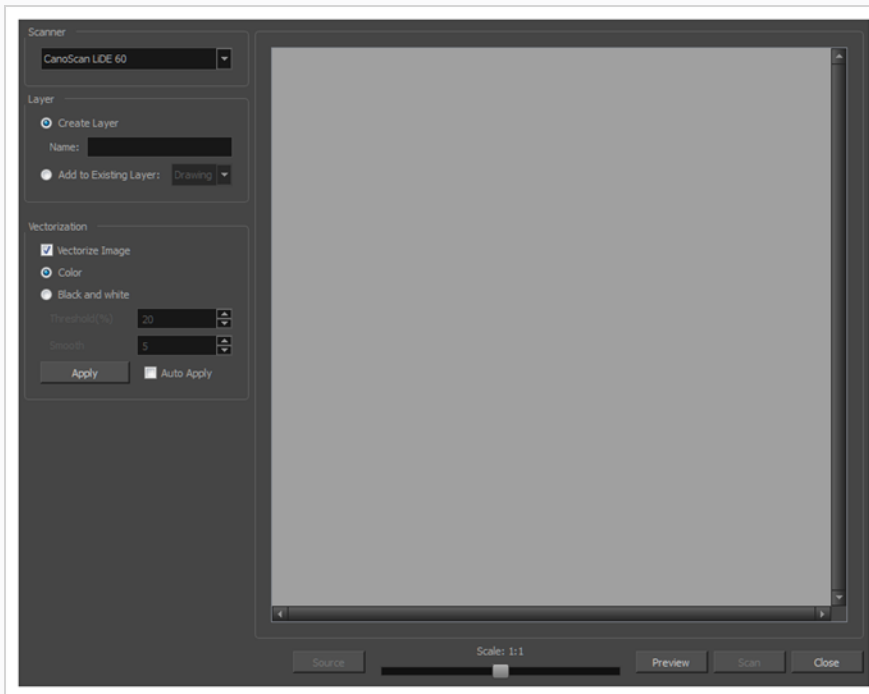 Scanner
CanoScan LiDE 60
Layer
Create Layer
Name:
Add to Existing Layer: Drawing
Vectorization
Vectorize Image
Color
Black and white
Threshold(%) 20
Smooth 5
Apply Auto Apply
Source Scale: 1:1 Preview Scan Close